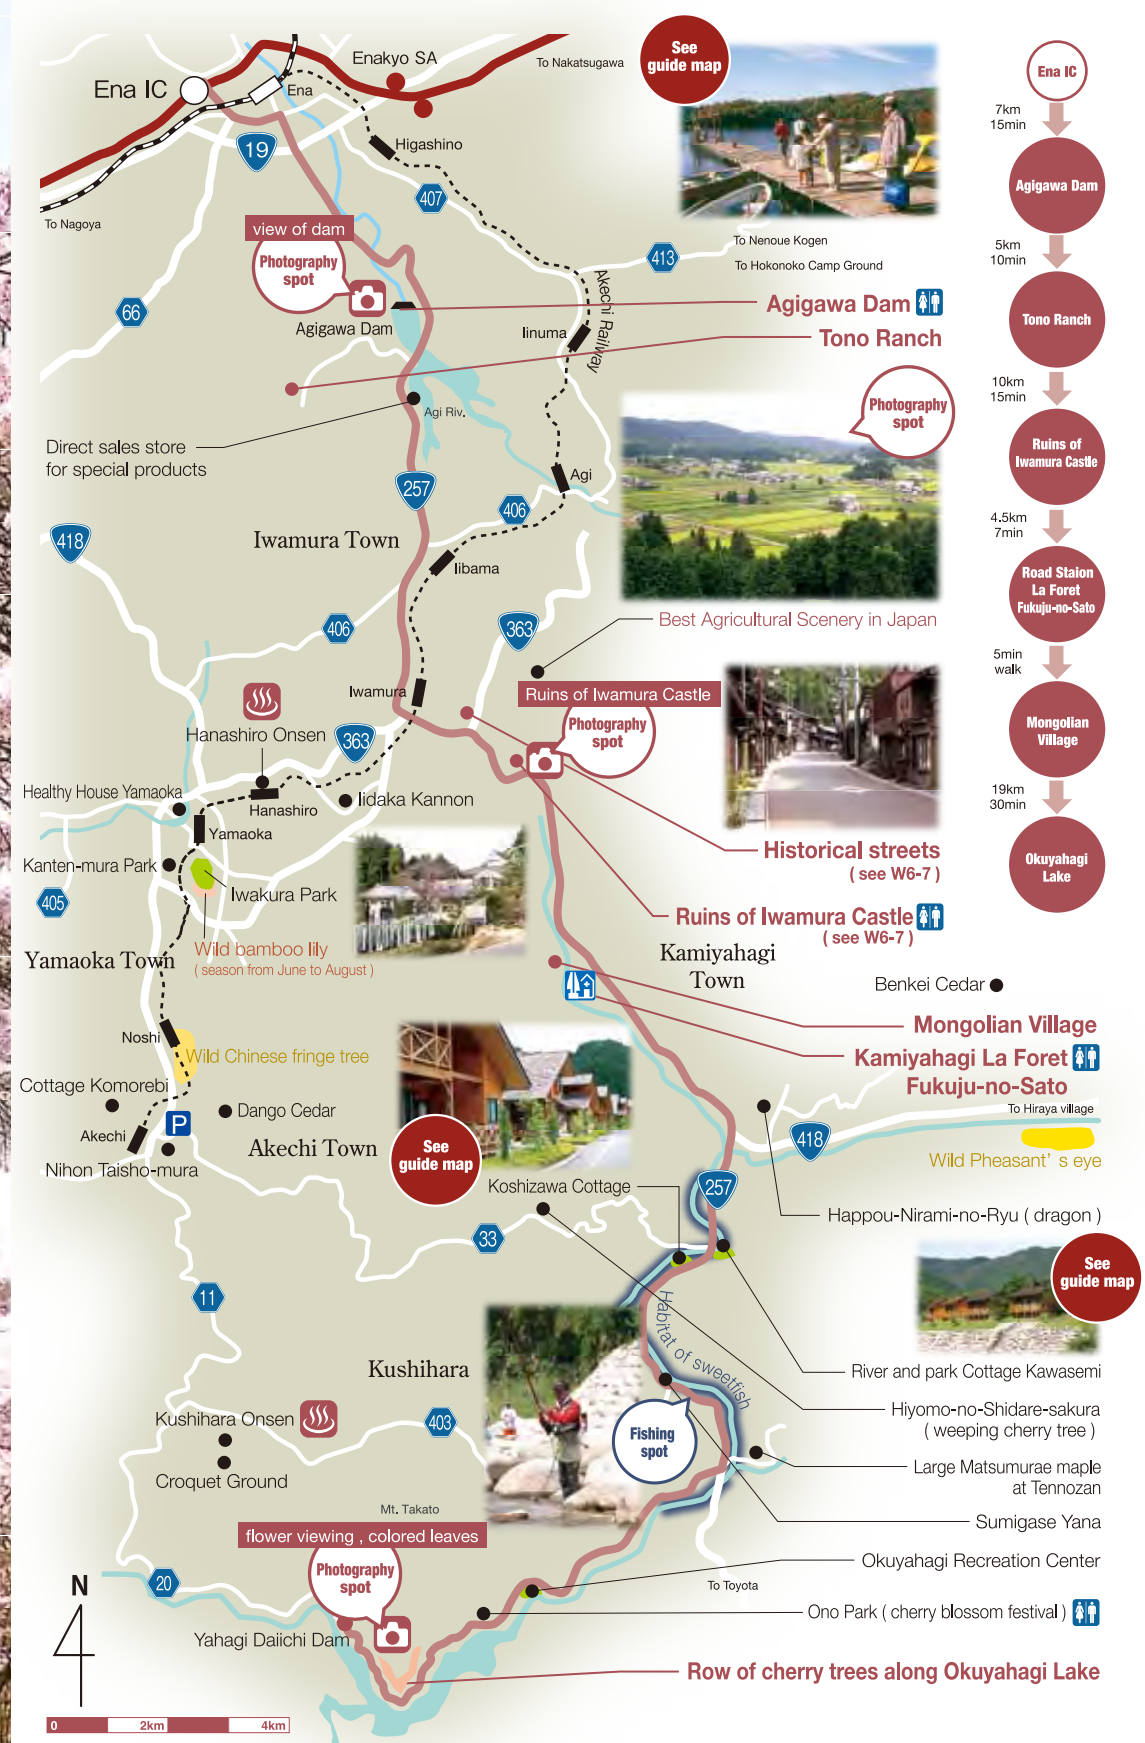 See
guide map
Enakyo SA
To Nakatsugawa
Ena IC
Ena
19
Higashino
407
To Nagoya
view of dam
Photography
spot
413
To Nenoue Kogen
To Hokonoko Camp Ground
66
Agigawa Dam
Akechi Railway
Iinuma
Agigawa Dam
Tono Ranch
Agi Riv.
Photography
spot
Direct sales store
for special products
257
Agi
406
418
Iwamura Town
Iibama
363
406
Best Agricultural Scenery in Japan
Iwamura
Ruins of Iwamura Castle
Photography
spot
Hanashiro Onsen
363
Healthy House Yamaoka
Hanashiro
Iidaka Kannon
Yamaoka
Historical streets
( see W6-7 )
Kanten-mura Park
Iwakura Park
405
Ruins of Iwamura Castle
( see W6-7 )
Wild bamboo lily
( season from June to August )
Yamaoka Town
Kamiyahagi
Town
Benkei Cedar
Mongolian Village
Noshi
Wild Chinese fringe tree
Kamiyahagi La Foret
Fukuju-no-Sato
Cottage Komorebi
Dango Cedar
P
Akechi
Akechi Town
Nihon Taisho-mura
See
guide map
To Hiraya village
418
Wild Pheasant’ s eye
Koshizawa Cottage
257
Happou-Nirami-no-Ryu ( dragon )
33
See
guide map
11
Habitat of sweetfish
Kushihara
River and park Cottage Kawasemi
Hiyomo-no-Shidare-sakura
( weeping cherry tree )
Kushihara Onsen
403
Fishing
spot
Croquet Ground
Large Matsumurae maple
at Tennozan
Mt. Takato
Sumigase Yana
flower viewing , colored leaves
Photography
spot
Okuyahagi Recreation Center
N
20
To Toyota
Ono Park ( cherry blossom festival )
Yahagi Daiichi Dam
Row of cherry trees along Okuyahagi Lake
0 2km 4km
Ena IC
7km
15min
Agigawa Dam
5km
10min
Tono Ranch
10km
15min
Ruins of
Iwamura Castle
4.5km
7min
Road Staion
La Foret
Fukuju-no-Sato
5min
walk
Mongolian
Village
19km
30min
Okuyahagi
Lake